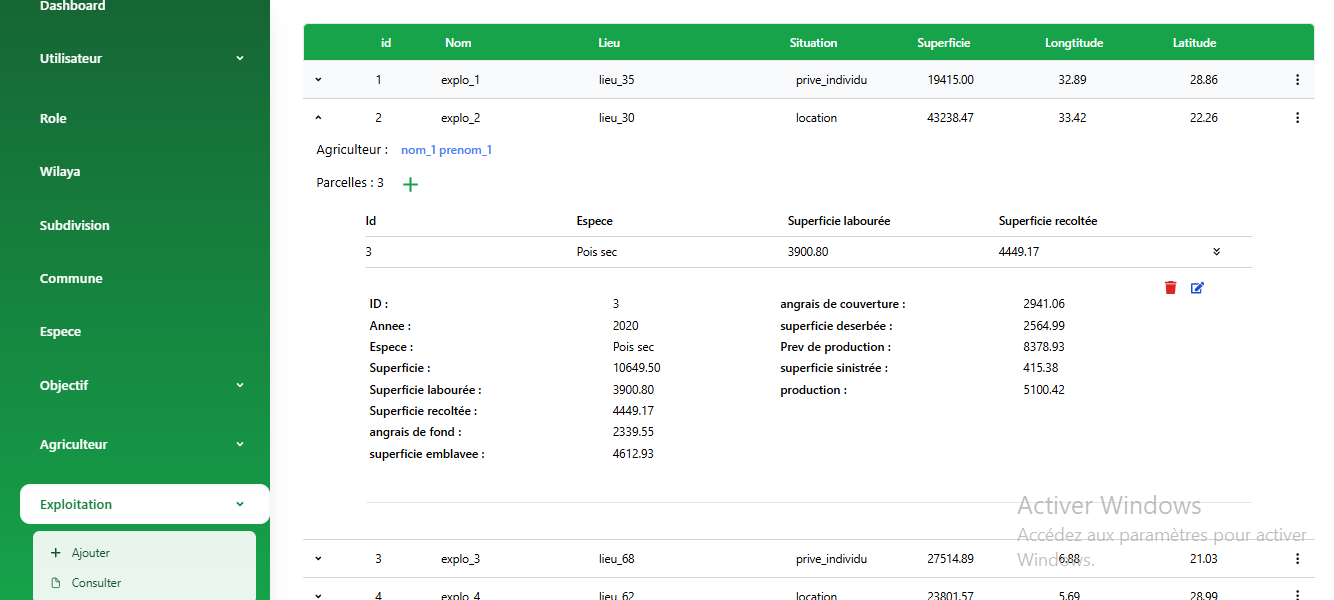 Dashboard
Utilisateur
Role
Wilaya
Subdivision
Commune
Espece
Objectif
Agriculteur
Exploitation
Ajouter
Consulter
id Nom Lieu Situation Superficie Longtitude Latitude
1 explo_1 lieu_35 prive_individu 19415.00 32.89 28.86
2 explo_2 lieu_30 location 43238.47 33.42 22.26
Agriculteur : nom_1 prenom_1
Parcelles : 3
Id Espece Superficie labourée Superficie recoltée
3 Pois sec 3900.80 4449.17
ID : 3 angrais de couverture : 2941.06
Annee : 2020 superficie deserbée : 2564.99
Espece : Pois sec Prev de production : 8378.93
Superficie : 10649.50 superficie sinistrée : 415.38
Superficie labourée : 3900.80 production : 5100.42
Superficie recoltée : 4449.17
angrais de fond : 2339.55
superficie emblavee : 4612.93
Activer Windows
Accédez aux paramètres pour activer
Windows.
3 explo_3 lieu_68 prive_individu 27514.89 6.88 21.03
4 explo_4 lieu_62 location 23801.57 5.69 28.99